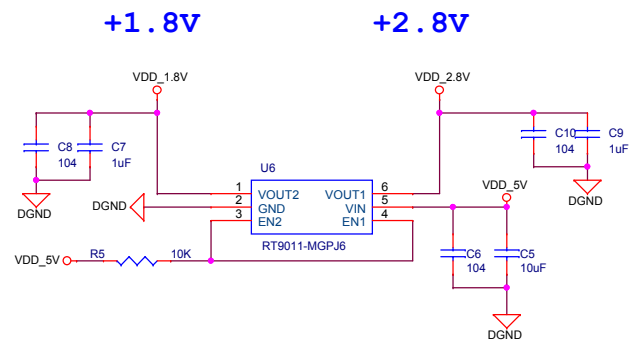 +1.8V +2.8V
VDD_1.8V VDD_2.8V
C8 104 C7 1uF
C10 104 C9 1uF
DGND
DGND
U6
1 VOUT2 VOUT1 6
DGND 2 GND VIN 5 VDD_5V
3 EN2 EN1 4
RT9011-MGPJ6
VDD_5V R5 10K
C6 104 C5 10uF
DGND